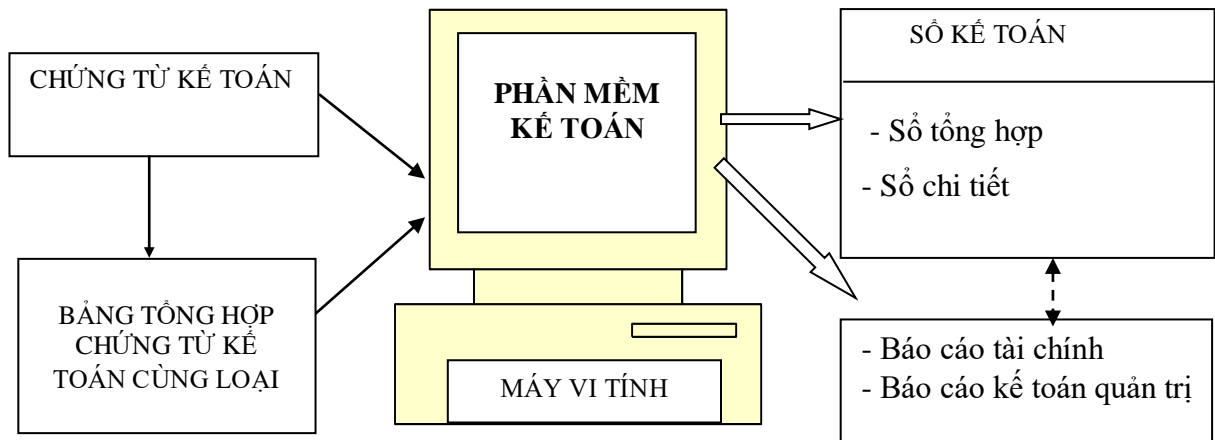 CHỨNG TỪ KẾ TOÁN
BẢNG TỔNG HỢP
CHỨNG TỪ KẾ
TOÁN CÙNG LOẠI
PHẦN MỀM
KẾ TOÁN
MÁY VI TÍNH
SỔ KẾ TOÁN
- Sổ tổng hợp
- Sổ chi tiết
- Báo cáo tài chính
- Báo cáo kế toán quản trị